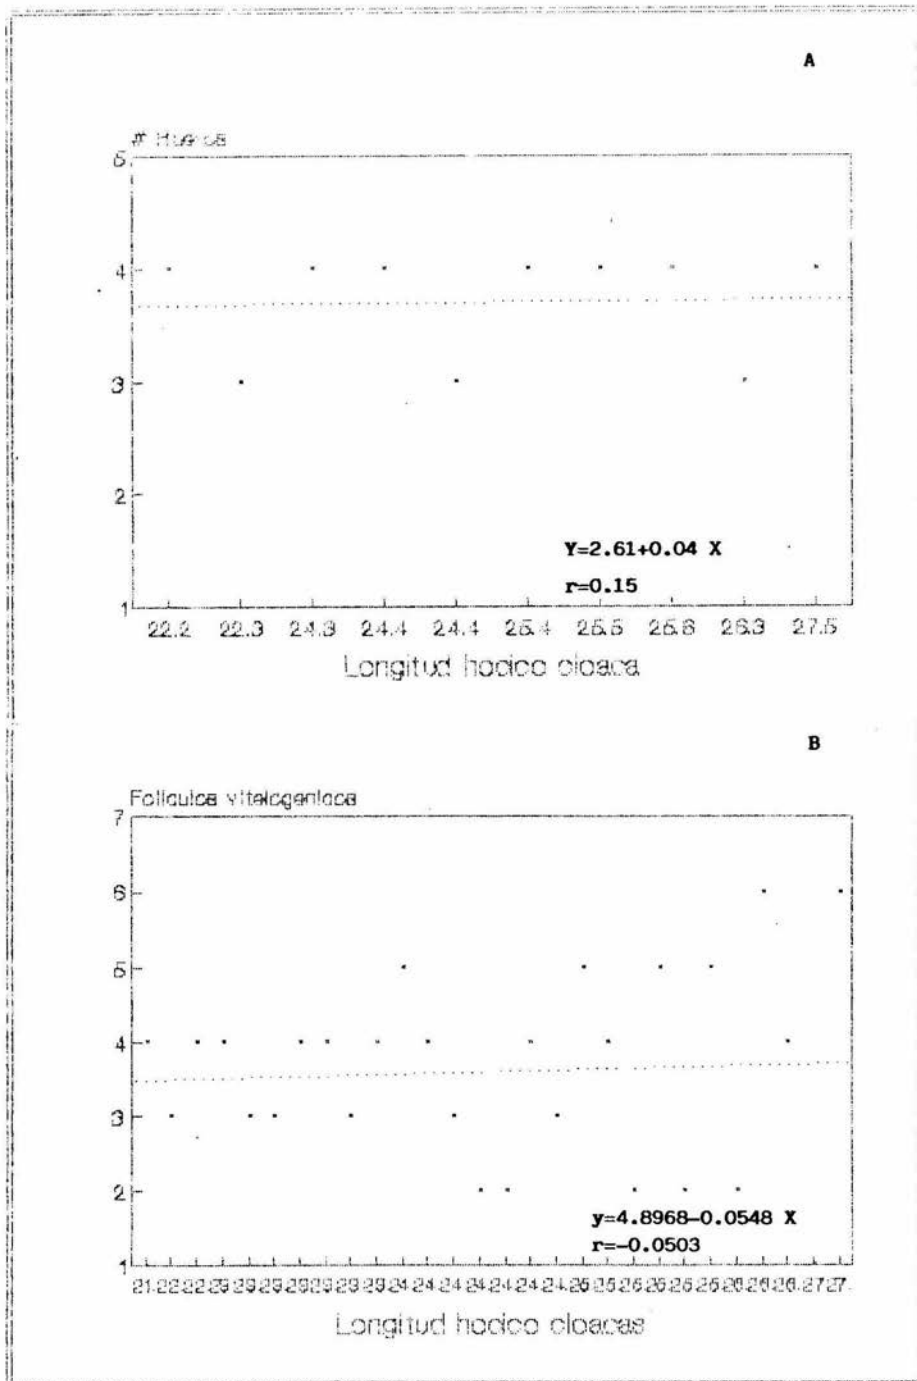 A
# Huevos
5
4
3
2
Y=2.61+0.04 X
r=0.15
1
22.2 22.3 24.3 24.4 24.4 25.4 25.5 25.8 26.3 27.5
Longitud hocico cloaca
B
Foliculos vitelogenicos
7
6
5
4
3
2
y=4.8968-0.0548 X
r=-0.0503
1
Longitud hocico cloacas